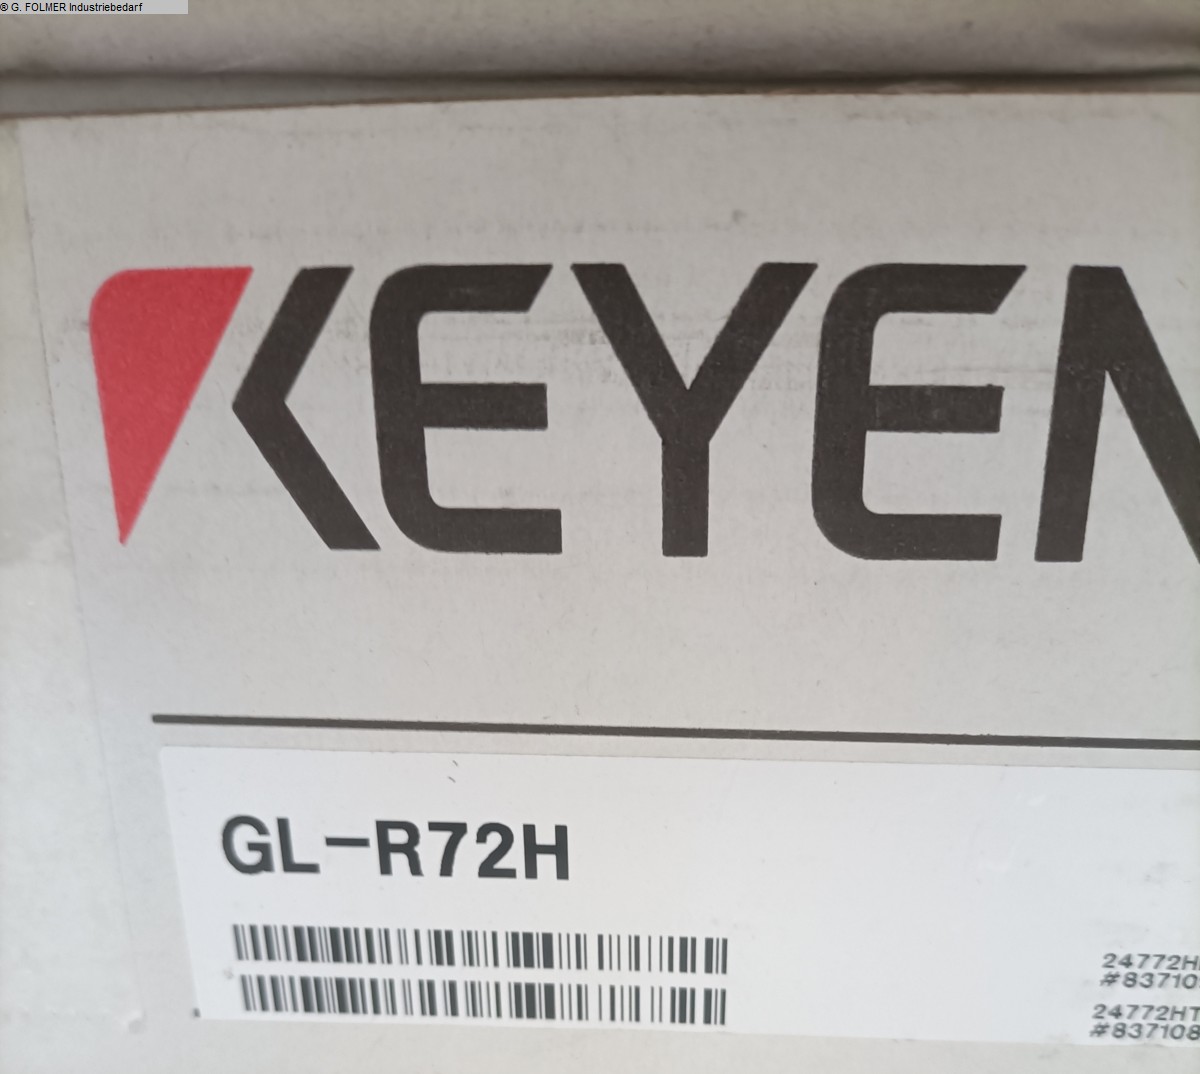 ® G. FOLMER Industriebedarf
KEYEN
GL-R72H
24772H
#83710
24772HT
#837108